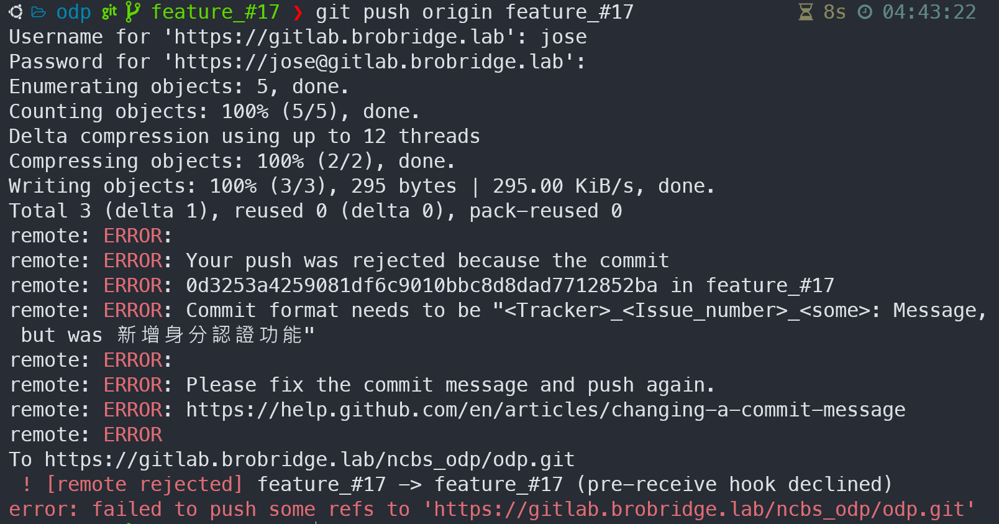 odp git feature_#17 ❯ git push origin feature_#17 8s 04:43:22
Username for 'https://gitlab.brobridge.lab': jose
Password for 'https://jose@gitlab.brobridge.lab':
Enumerating objects: 5, done.
Counting objects: 100% (5/5), done.
Delta compression using up to 12 threads
Compressing objects: 100% (2/2), done.
Writing objects: 100% (3/3), 295 bytes | 295.00 KiB/s, done.
Total 3 (delta 1), reused 0 (delta 0), pack-reused 0
remote: ERROR:
remote: ERROR: Your push was rejected because the commit
remote: ERROR: 0d3253a4259081df6c9010bbc8d8dad7712852ba in feature_#17
remote: ERROR: Commit format needs to be "<Tracker>_<Issue_number>_<some>: Message,
but was 新增身分認證功能"
remote: ERROR:
remote: ERROR: Please fix the commit message and push again.
remote: ERROR: https://help.github.com/en/articles/changing-a-commit-message
remote: ERROR
To https://gitlab.brobridge.lab/ncbs_odp/odp.git
! [remote rejected] feature_#17 -> feature_#17 (pre-receive hook declined)
error: failed to push some refs to 'https://gitlab.brobridge.lab/ncbs_odp/odp.git'